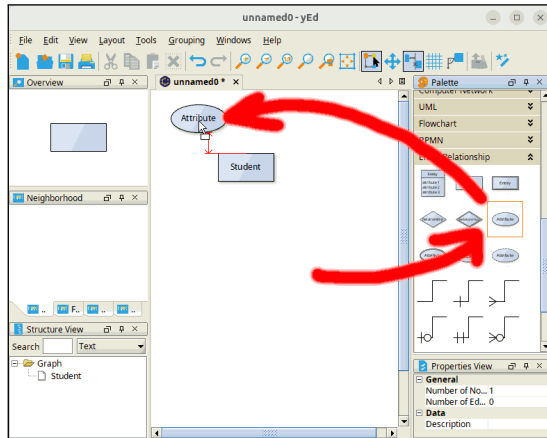 unnamed0 - yEd
File Edit View Layout Tools Grouping Windows Help
Overview
unnamed0 *
Palette
Computer Network
UML
Flowchart
BPMN
Relationship
Attribute
Student
Entity
Entity
Attribute
Attribute
Neighborhood
F..
Structure View
Search Text
Graph
Student
Properties View
General
Number of No... 1
Number of Ed... 0
Data
Description